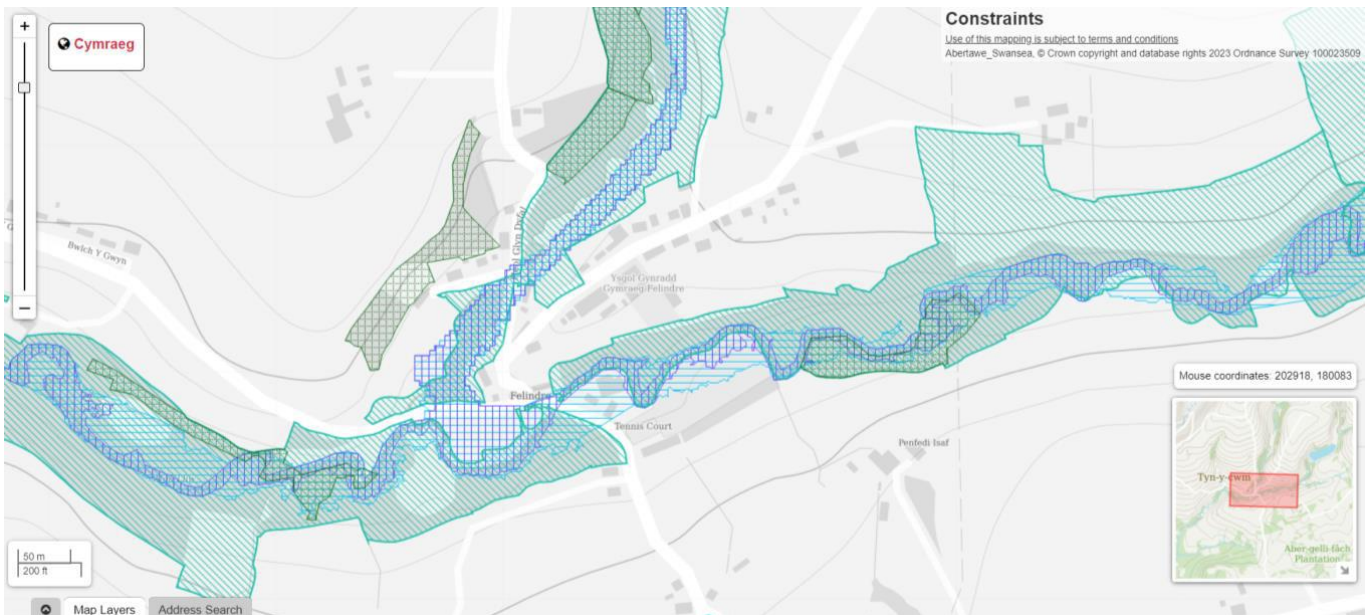 +
Cymraeg
−
Constraints
Use of this mapping is subject to terms and conditions
Abertawe_Swansea, © Crown copyright and database rights 2023 Ordnance Survey 100023509
Bwlch Y Gwyn
Ysgol Gynradd
Gymraeg Felindre
Felindre
Tennis Court
Penfedi Isaf
Mouse coordinates: 202918, 180083
Tyn-y-cwm
Aber-gelli-fâch
Plantation
50 m
200 ft
Map Layers
Address Search